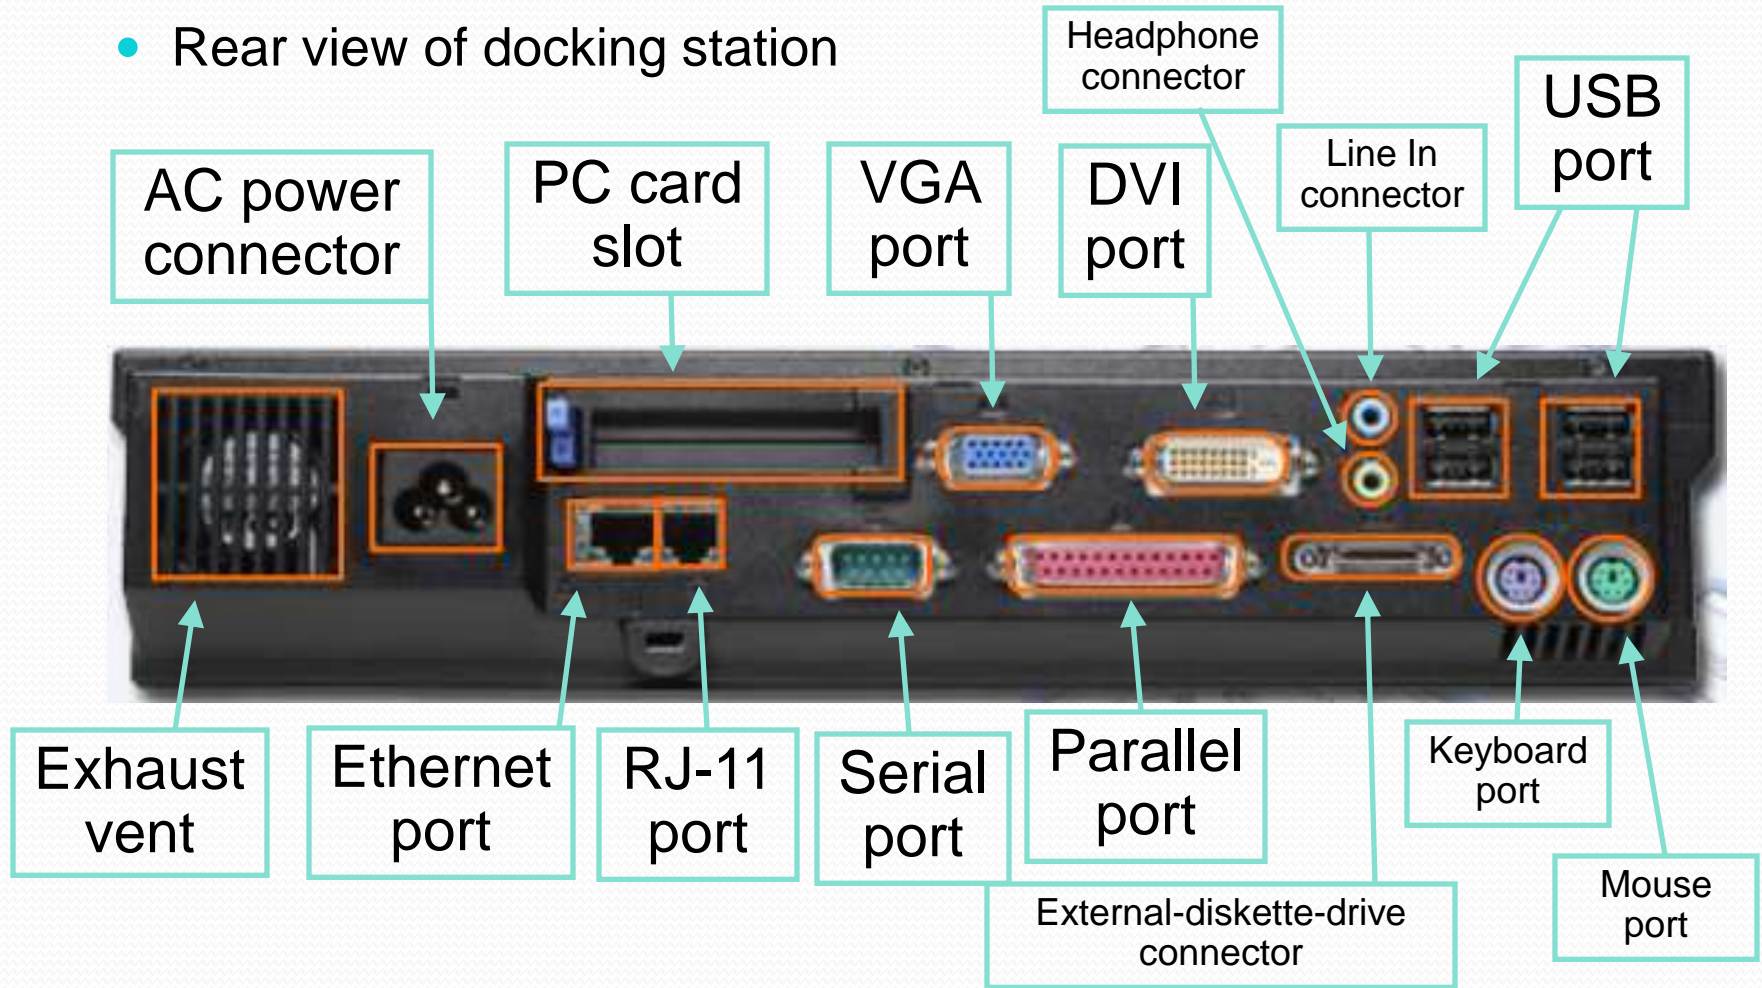 • Rear view of docking station
Headphone
connector
USB
port
Line In
connector
AC power
connector
PC card
slot
VGA
port
DVI
port
Exhaust
vent
Ethernet
port
RJ-11
port
Serial
port
Parallel
port
Keyboard
port
External-diskette-drive
connector
Mouse
port